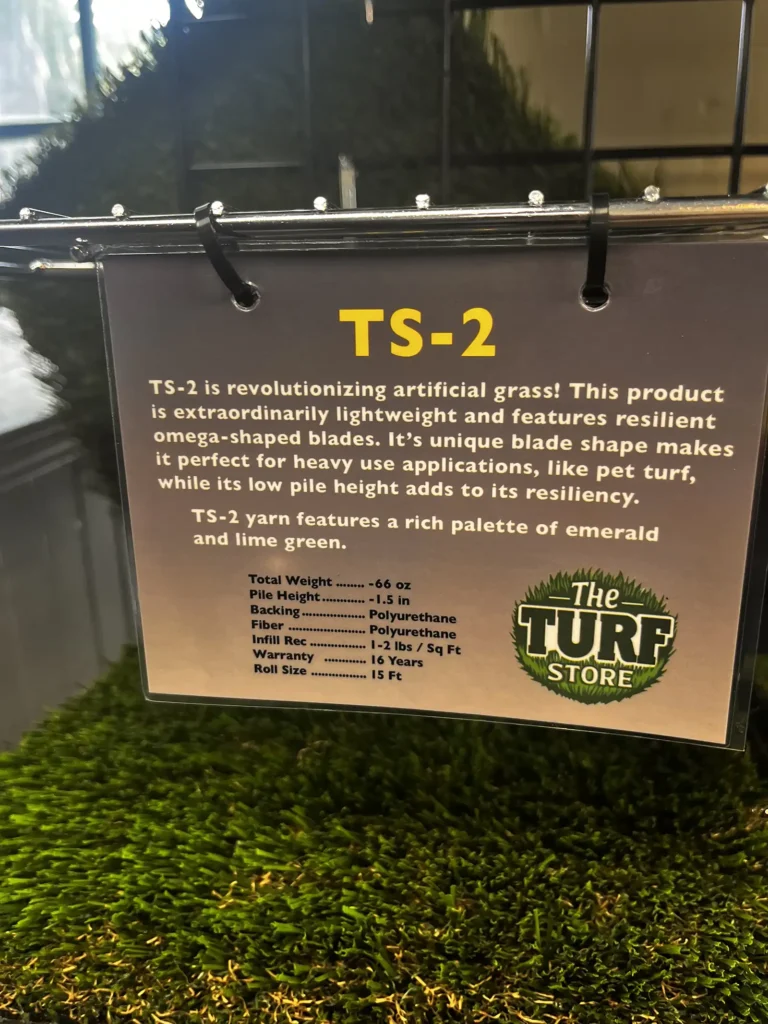 TS-2
TS-2 is revolutionizing artificial grass! This product
is extraordinarily lightweight and features resilient
omega-shaped blades. It's unique blade shape makes
it perfect for heavy use applications, like pet turf,
while its low pile height adds to its resiliency.
TS-2 yarn features a rich palette of emerald
and lime green.
Total Weight ........ ~66 oz
Pile Height ............ ~1.5 in
Backing ................. Polyurethane
Fiber ..................... Polyurethane
Infill Rec ............... 1-2 lbs / Sq Ft
Warranty ........... 16 Years
Roll Size ............... 15 Ft
The
TURF
STORE